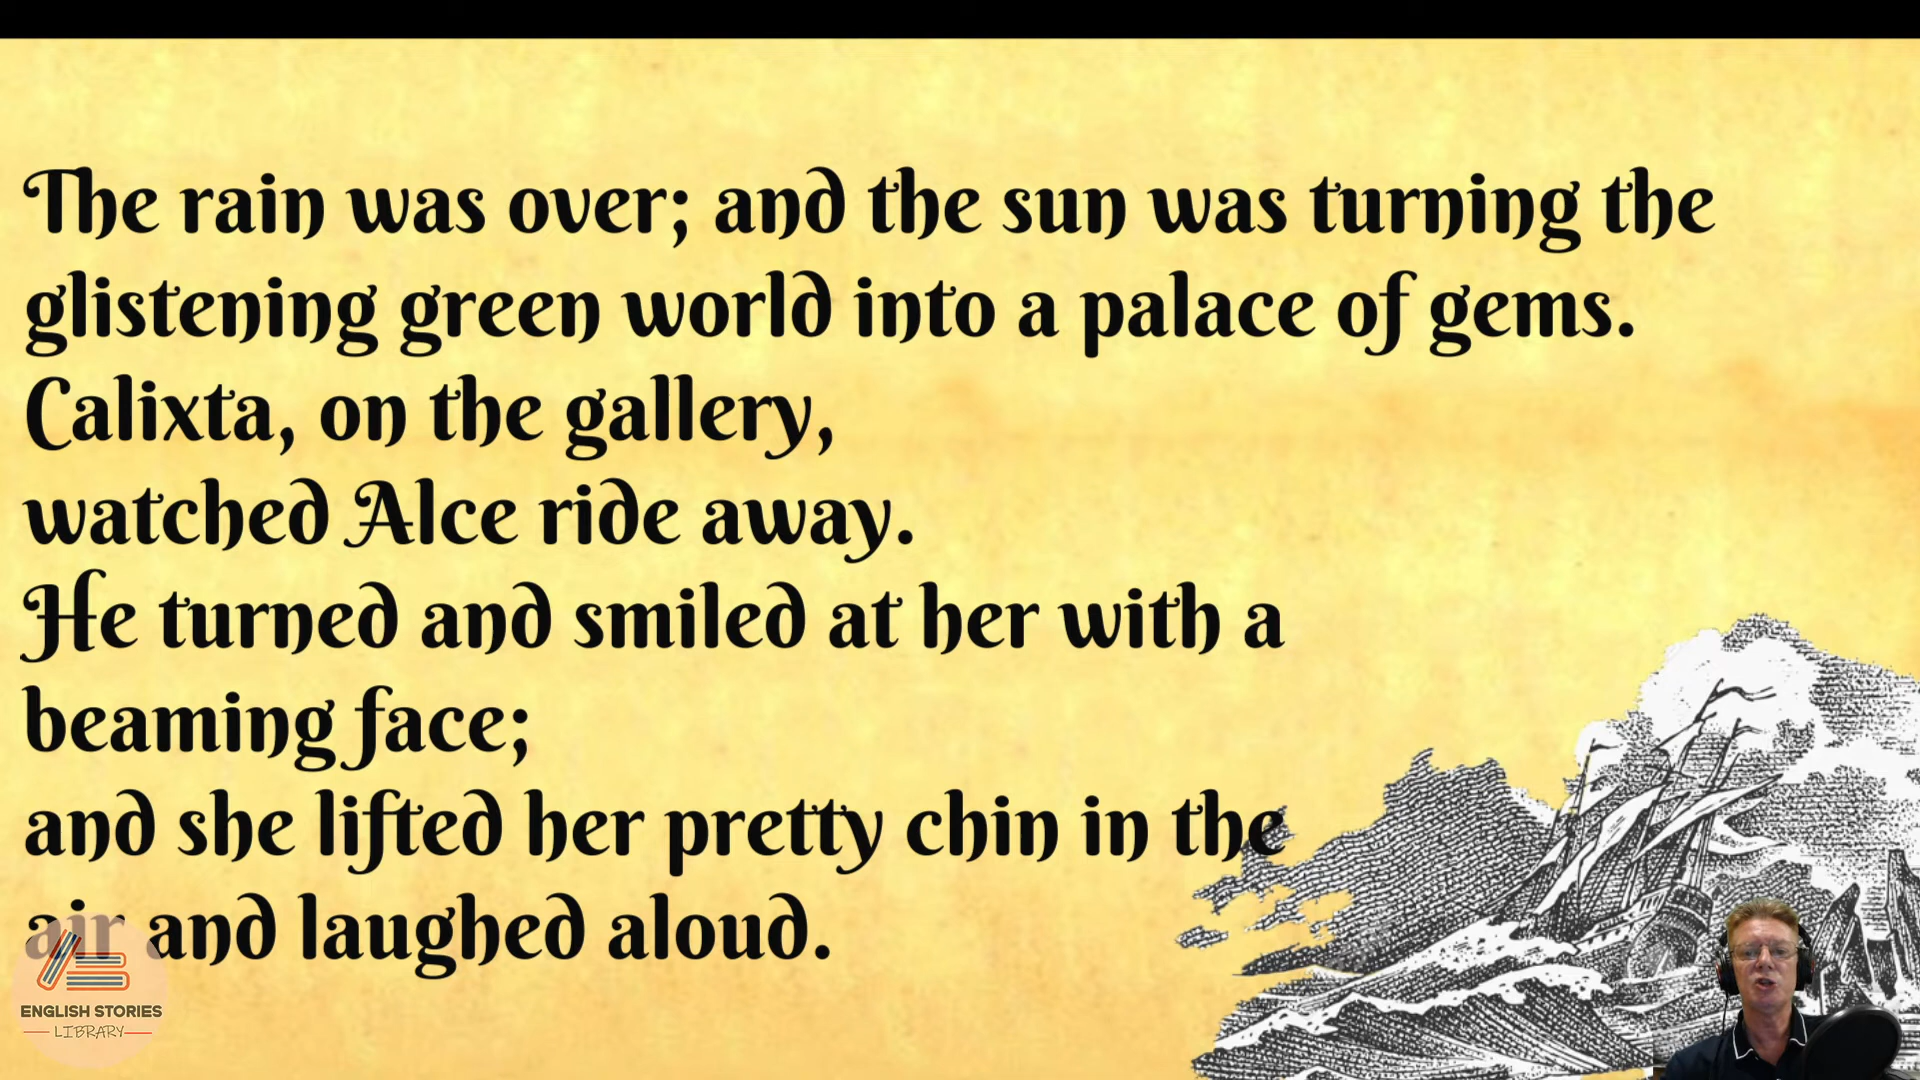 The rain was over; and the sun was turning the
glistening green world into a palace of gems.
Calixta, on the gallery,
watched Alce ride away.
He turned and smiled at her with a
beaming face;
and she lifted her pretty chin in the
air and laughed aloud.
ENGLISH STORIES
LIBRARY